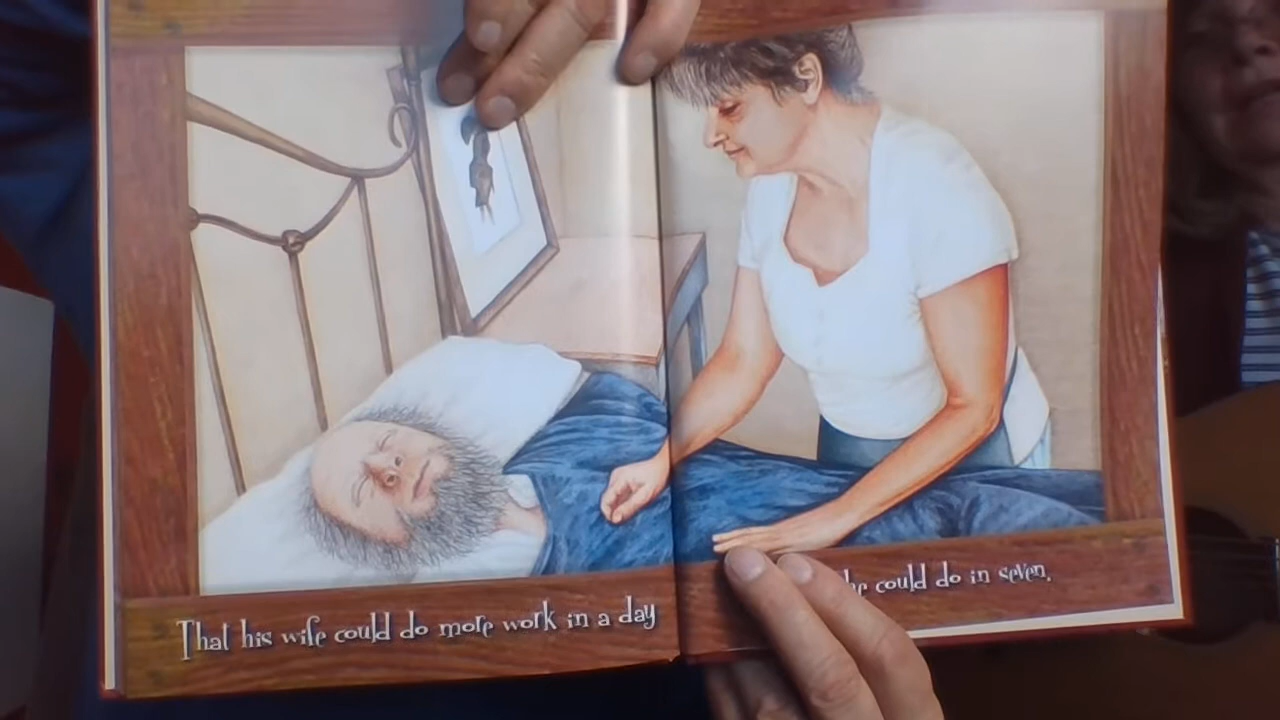 That his wife could do more work in a day
he could do in seven.